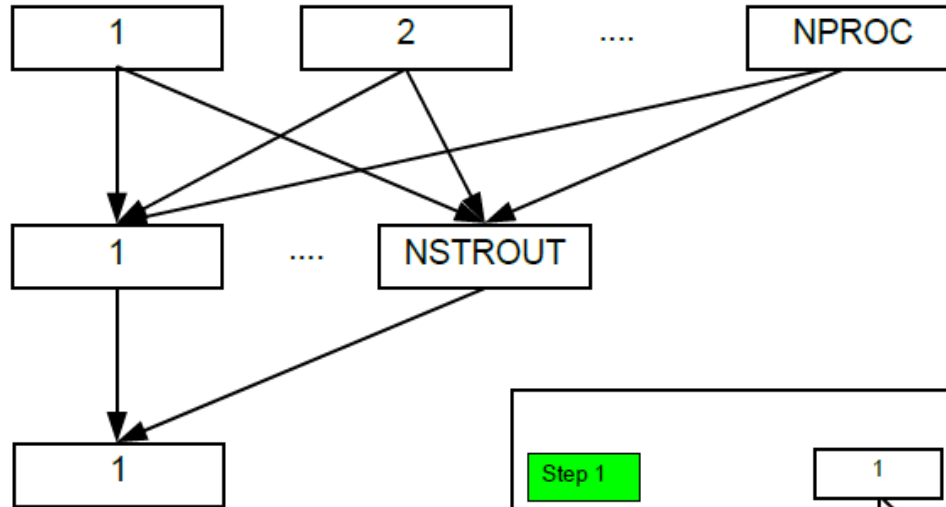 1
2
....
NPROC
1
....
NSTROUT
1
Step 1
1